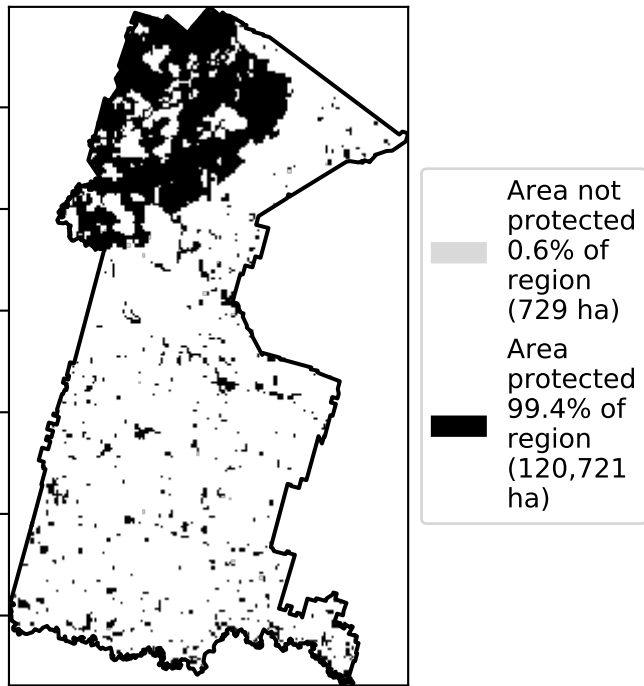 Area not
protected
0.6% of
region
(729 ha)
Area
protected
99.4% of
region
(120,721
ha)